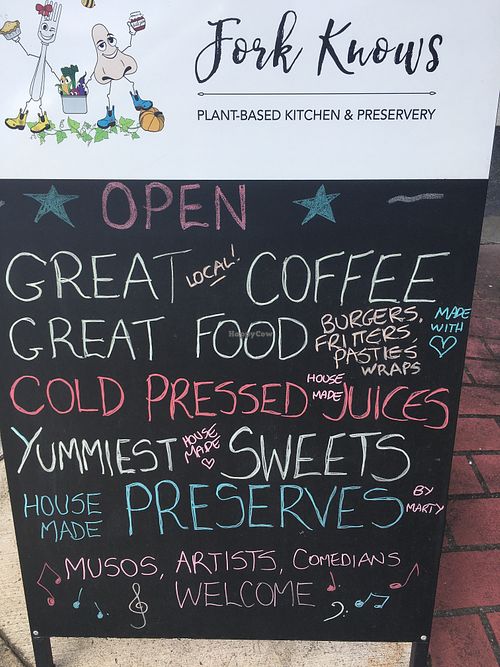 Fork Knows
PLANT-BASED KITCHEN & PRESERVERY
OPEN
GREAT LOCAL! COFFEE
GREAT FOOD BURGERS,
FRITTERS,
PASTIES
WRAPS
MADE
WITH
COLD PRESSED HOUSE
MADE JUICES
YUMMIEST HOUSE
MADE SWEETS
HOUSE
MADE PRESERVES BY
MARTY
MUSOS, ARTISTS, COMEDIANS
WELCOME
HappyCow